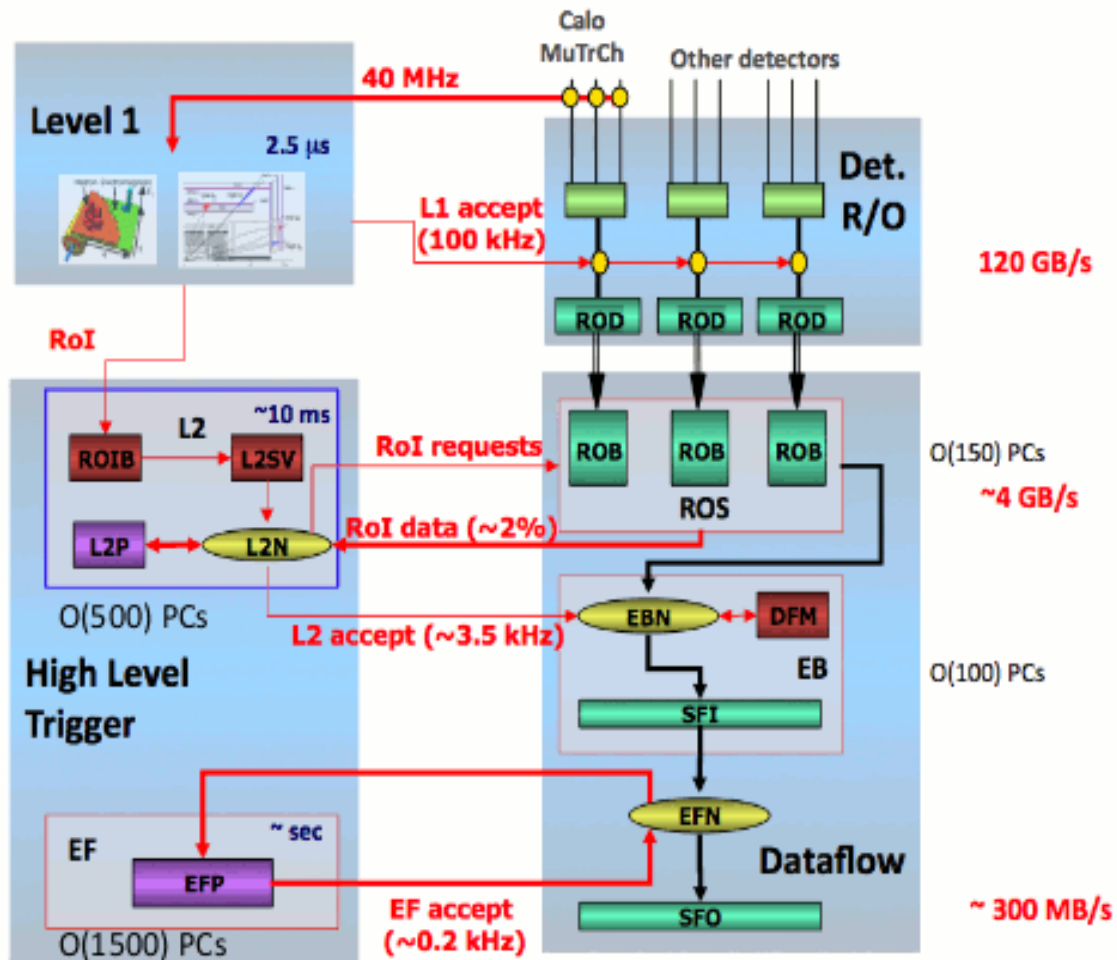 Calo
MuTrCh
Other detectors
40 MHz
Level 1
2.5 μs
Det.
R/O
L1 accept
(100 kHz)
120 GB/s
ROD
ROD
ROD
RoI
~10 ms
L2
ROIB
L2SV
RoI requests
ROB
ROB
ROB
O(150) PCs
~4 GB/s
ROS
RoI data (~2%)
L2P
L2N
O(500) PCs
L2 accept (~3.5 kHz)
EBN
DFM
EB
O(100) PCs
High Level
Trigger
SFI
EFN
~ sec
EF
EFP
Dataflow
EF accept
(~0.2 kHz)
SFO
~ 300 MB/s
O(1500) PCs